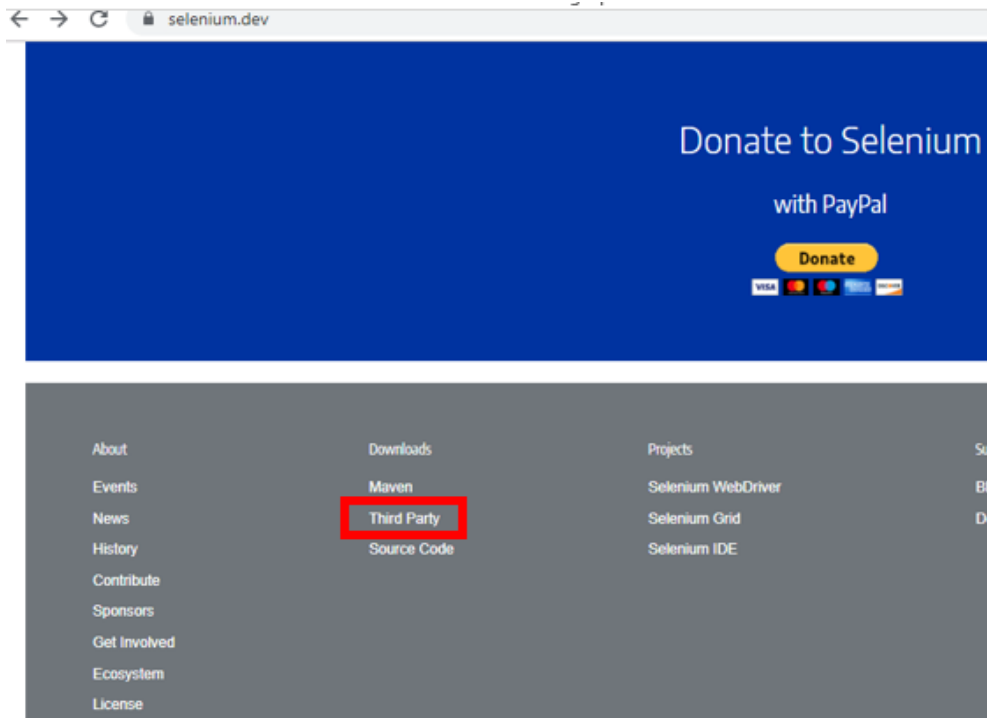 selenium.dev
Donate to Selenium
with PayPal
Donate
VISA
About
Events
News
History
Contribute
Sponsors
Get Involved
Ecosystem
License
Downloads
Maven
Third Party
Source Code
Projects
Selenium WebDriver
Selenium Grid
Selenium IDE